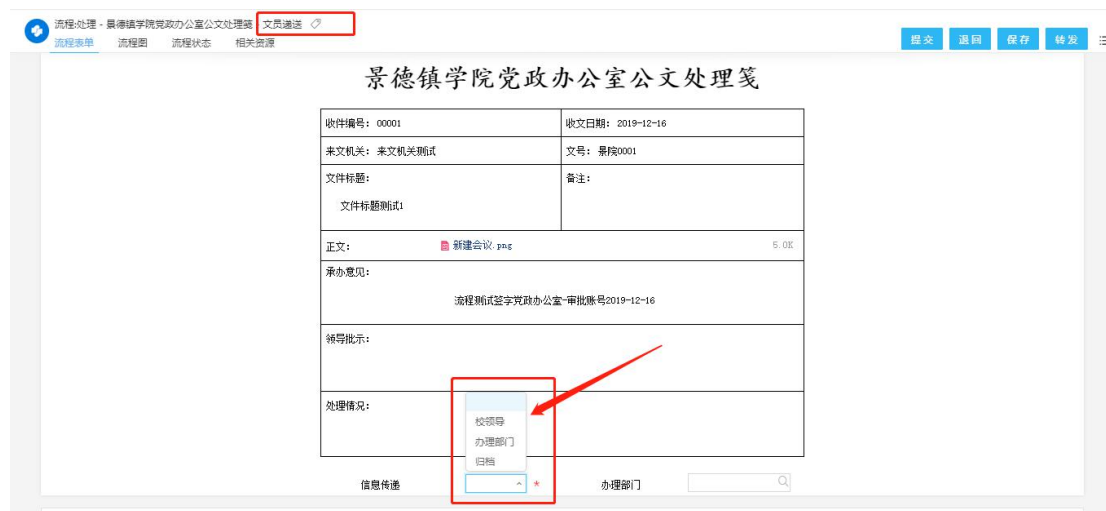 流程:处理 - 景德镇学院党政办公室公文处理笺 - 文员递送
流程表单 流程图 流程状态 相关资源
提交 退回 保存 转发
景德镇学院党政办公室公文处理笺
收件编号: 00001 收文日期: 2019-12-16
来文机关: 来文机关测试 文号: 景院0001
文件标题: 备注:
文件标题测试1
正文: 新建会议.png 5.0K
承办意见:
流程测试签字党政办公室-审批账号2019-12-16
领导批示:
处理情况:
校领导
办理部门
归档
信息传递 * 办理部门